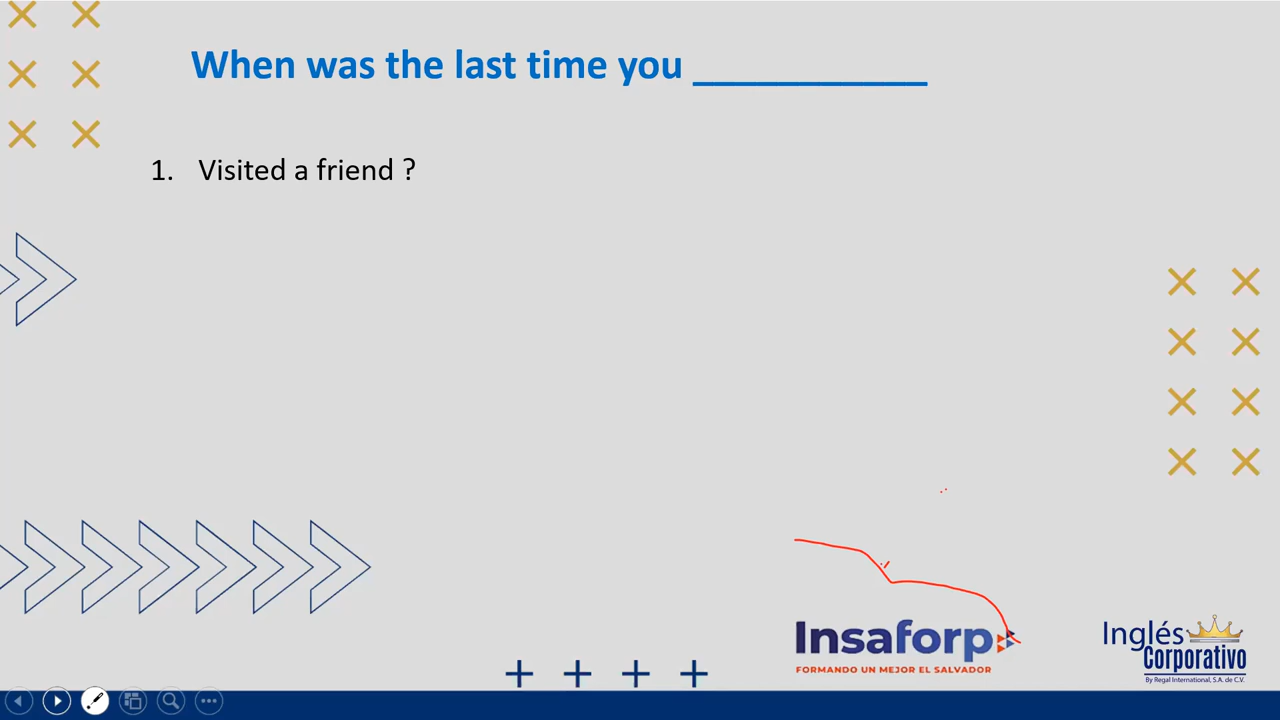 When was the last time you ___________
1. Visited a friend ?
Insaforp
FORMANDO UN MEJOR EL SALVADOR
Inglés
Corporativo
By Regal International, S.A. de C.V.